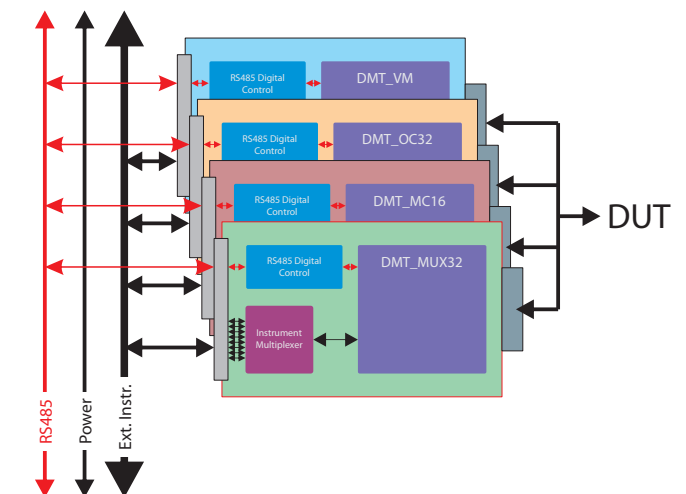 RS485 Digital
Control
DMT_VM
RS485 Digital
Control
DMT_OC32
RS485 Digital
Control
DMT_MC16
RS485 Digital
Control
DMT_MUX32
Instrument
Multiplexer
DUT
RS485
Power
Ext. Instr.